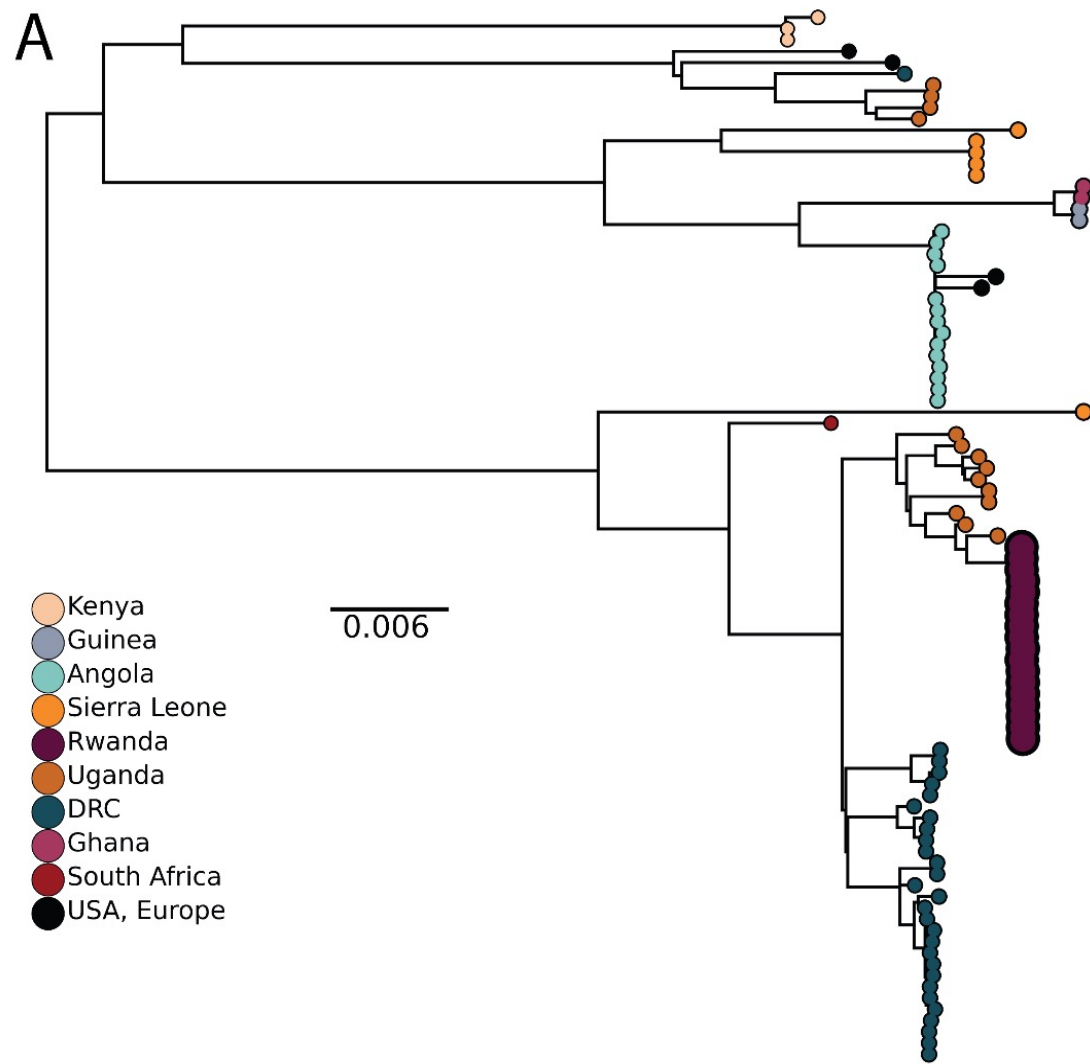 A
Kenya
Guinea
Angola
Sierra Leone
Rwanda
Uganda
DRC
Ghana
South Africa
USA, Europe
0.006